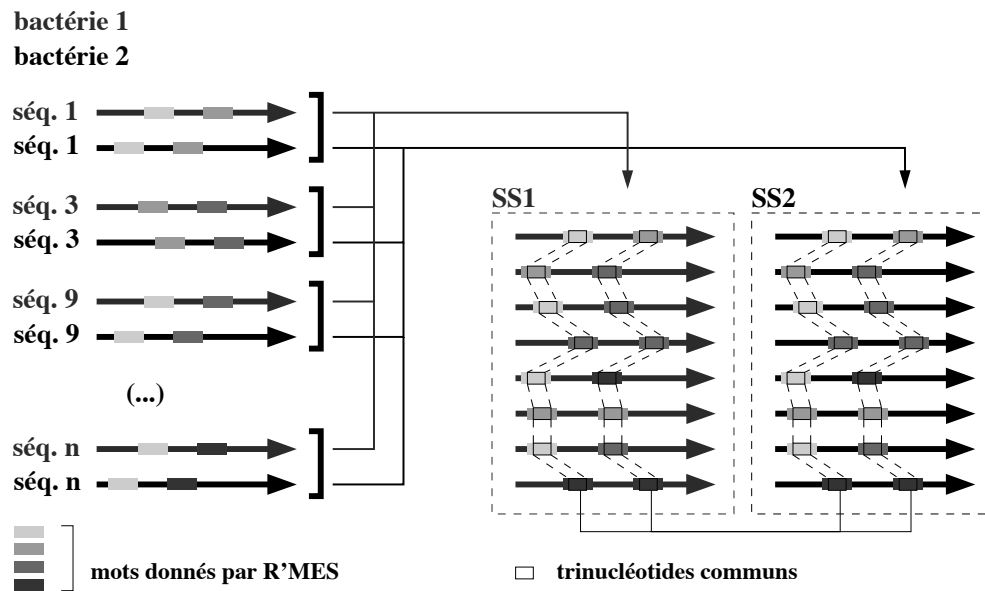 bactérie 1
bactérie 2
séq. 1
séq. 1
séq. 3
séq. 3
séq. 9
séq. 9
(...)
séq. n
séq. n
mots donnés par R'MES
SS1
SS2
trinucléotides communs